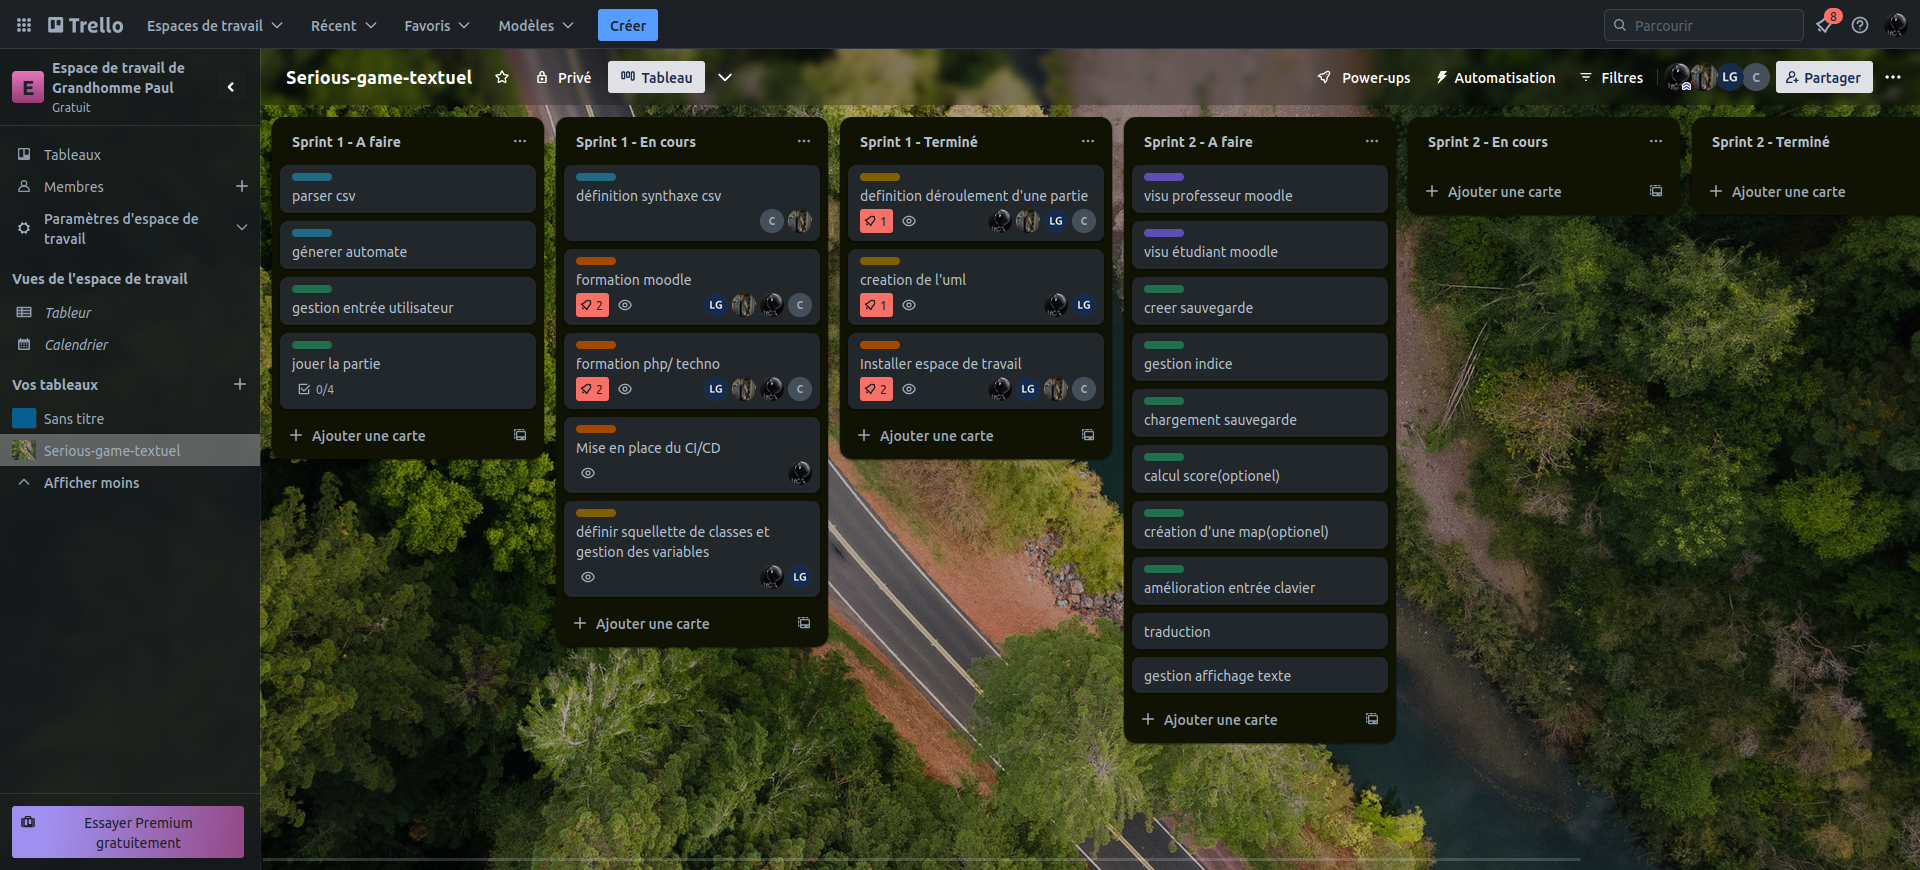 Trello
Espaces de travail
Récent
Favoris
Modèles
Créer
Parcourir
8
E
Espace de travail de
Grandhomme Paul
Gratuit
Serious-game-textuel
Privé
Tableau
Power-ups
Automatisation
Filtres
LG
C
Partager
Tableaux
Membres
Paramètres d'espace de
travail
Vues de l'espace de travail
Tableur
Calendrier
Vos tableaux
Sans titre
Serious-game-textuel
Afficher moins
Essayer Premium
gratuitement
Sprint 1 - A faire
parser csv
génerer automate
gestion entrée utilisateur
jouer la partie
0/4
Ajouter une carte
Sprint 1 - En cours
définition synthaxe csv
C
formation moodle
2
LG
C
formation php/ techno
2
LG
C
Mise en place du CI/CD
définir squellette de classes et
gestion des variables
LG
Ajouter une carte
Sprint 1 - Terminé
definition déroulement d'une partie
1
LG
C
creation de l'uml
1
LG
Installer espace de travail
2
LG
C
Ajouter une carte
Sprint 2 - A faire
visu professeur moodle
visu étudiant moodle
creer sauvegarde
gestion indice
chargement sauvegarde
calcul score(optionel)
création d'une map(optionel)
amélioration entrée clavier
traduction
gestion affichage texte
Ajouter une carte
Sprint 2 - En cours
Ajouter une carte
Sprint 2 - Terminé
Ajouter une carte